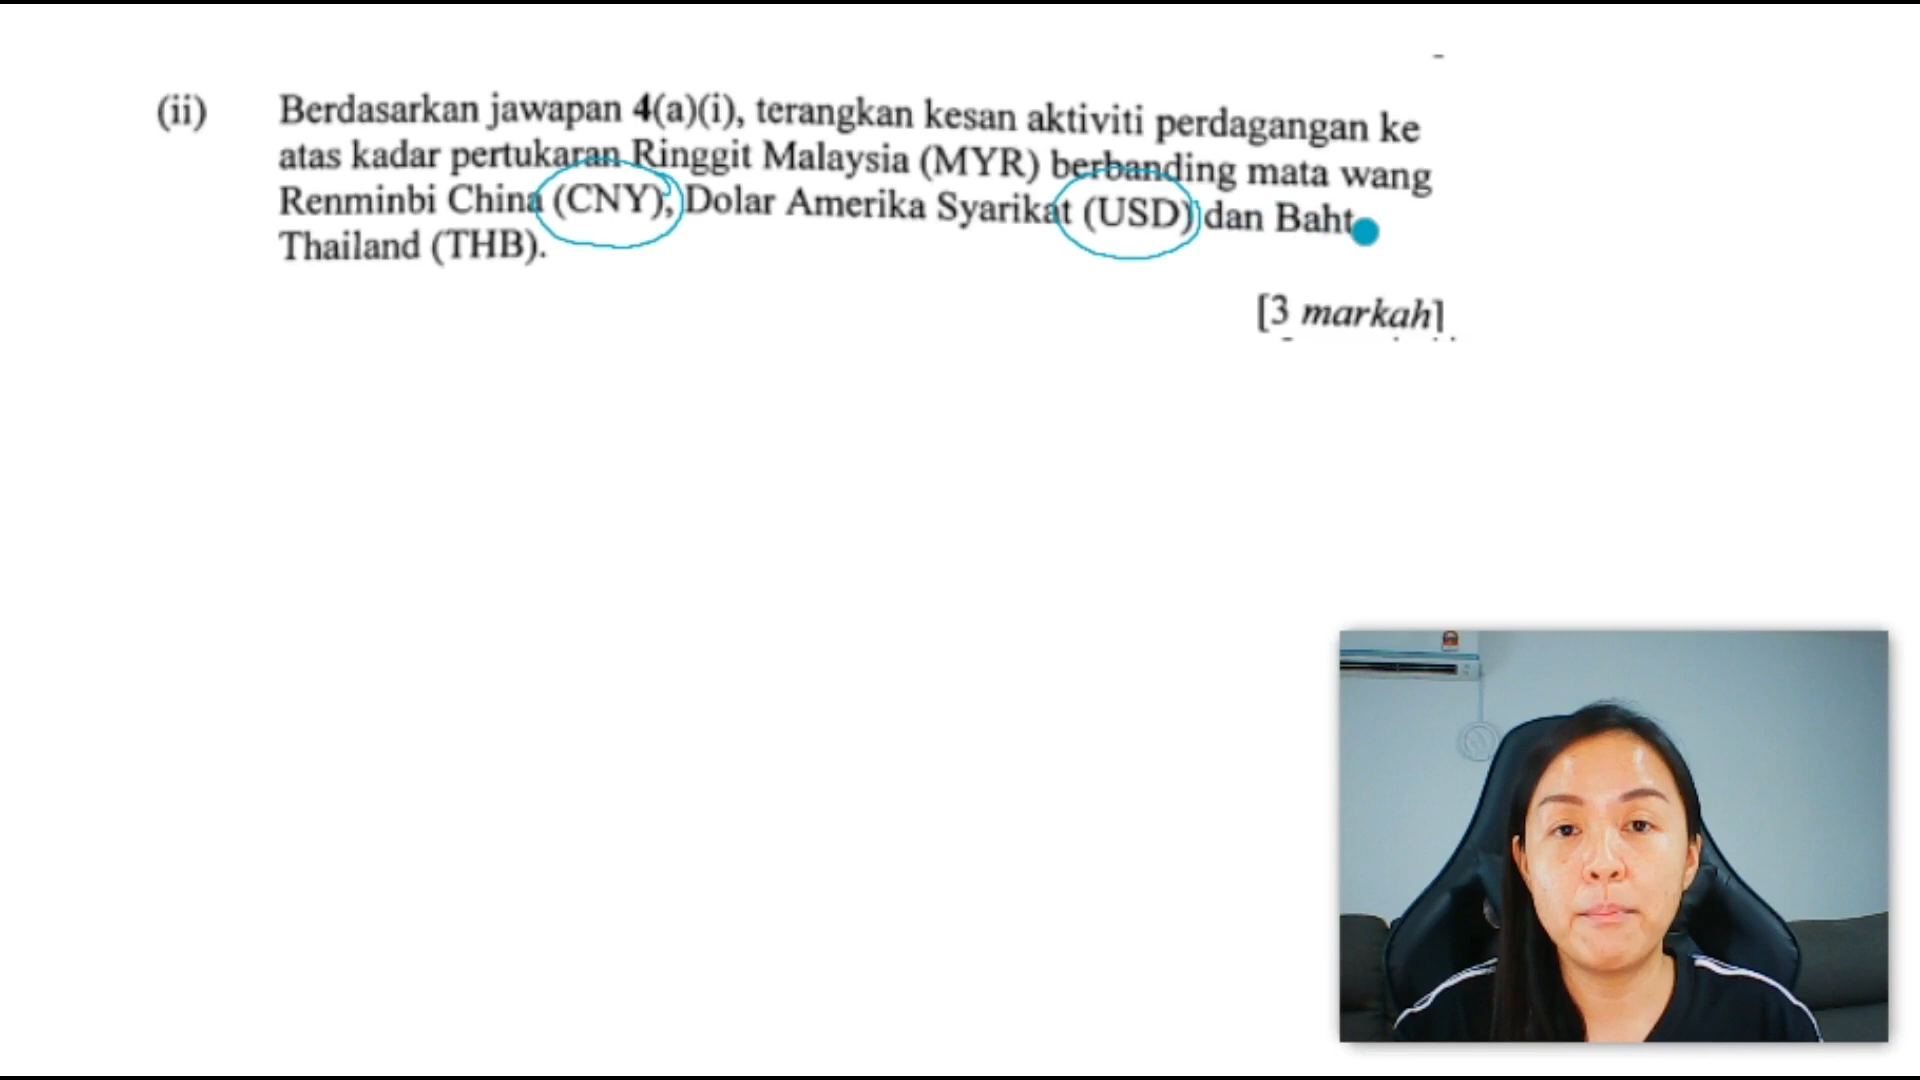 (ii) Berdasarkan jawapan 4(a)(i), terangkan kesan aktiviti perdagangan ke
atas kadar pertukaran Ringgit Malaysia (MYR) berbanding mata wang
Renminbi China (CNY), Dolar Amerika Syarikat (USD) dan Baht
Thailand (THB).
[3 markah]